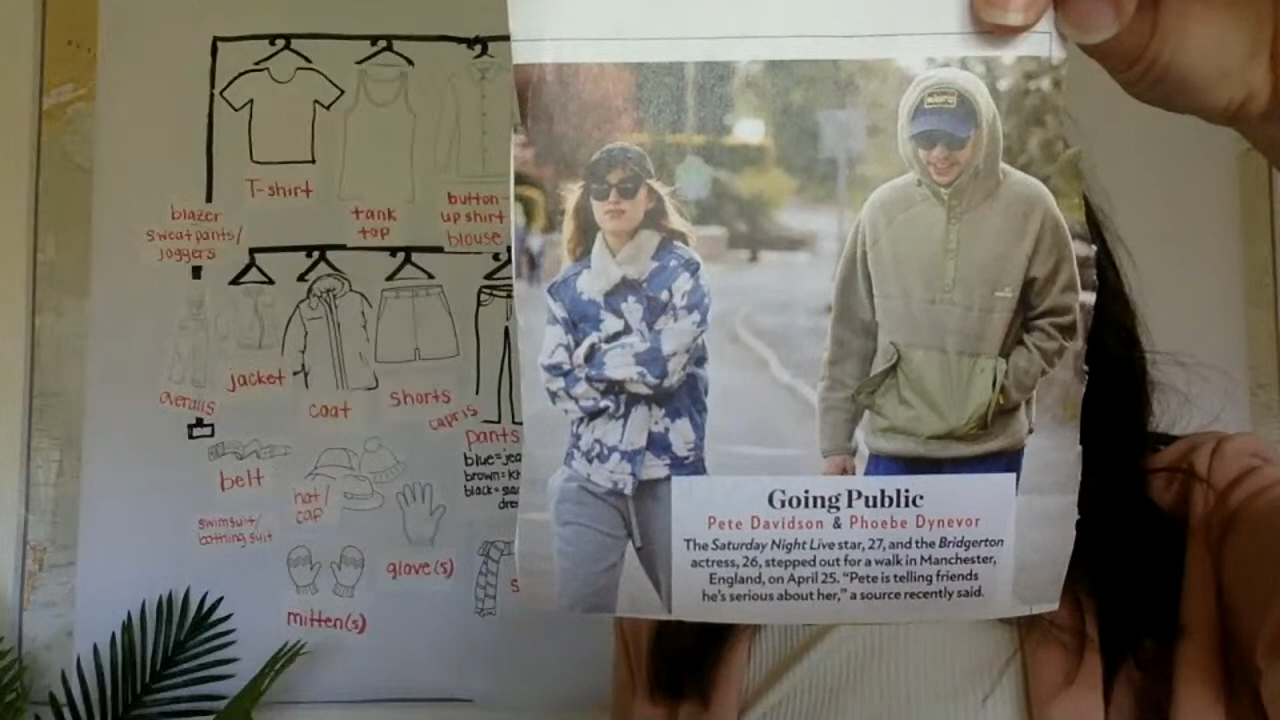 T-shirt
tank
top
button-
up shirt
blouse
blazer
sweatpants/
joggers
overalls
jacket
coat
shorts
capris
pants
blue=jea
brown=kh
black=
dre
belt
hat/
cap
swimsuit/
bathing suit
glove(s)
mitten(s)
s
Going Public
Pete Davidson & Phoebe Dynevor
The Saturday Night Live star, 27, and the Bridgerton
actress, 26, stepped out for a walk in Manchester,
England, on April 25. “Pete is telling friends
he’s serious about her,” a source recently said.